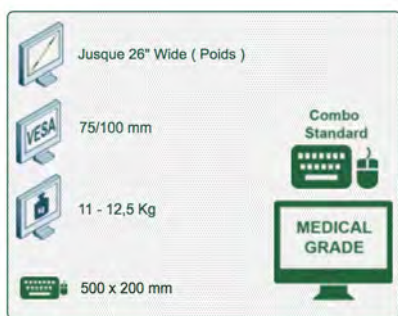 Jusque 26" Wide ( Poids )
VESA
75/100 mm
KG
11 - 12,5 Kg
500 x 200 mm
Combo
Standard
MEDICAL
GRADE